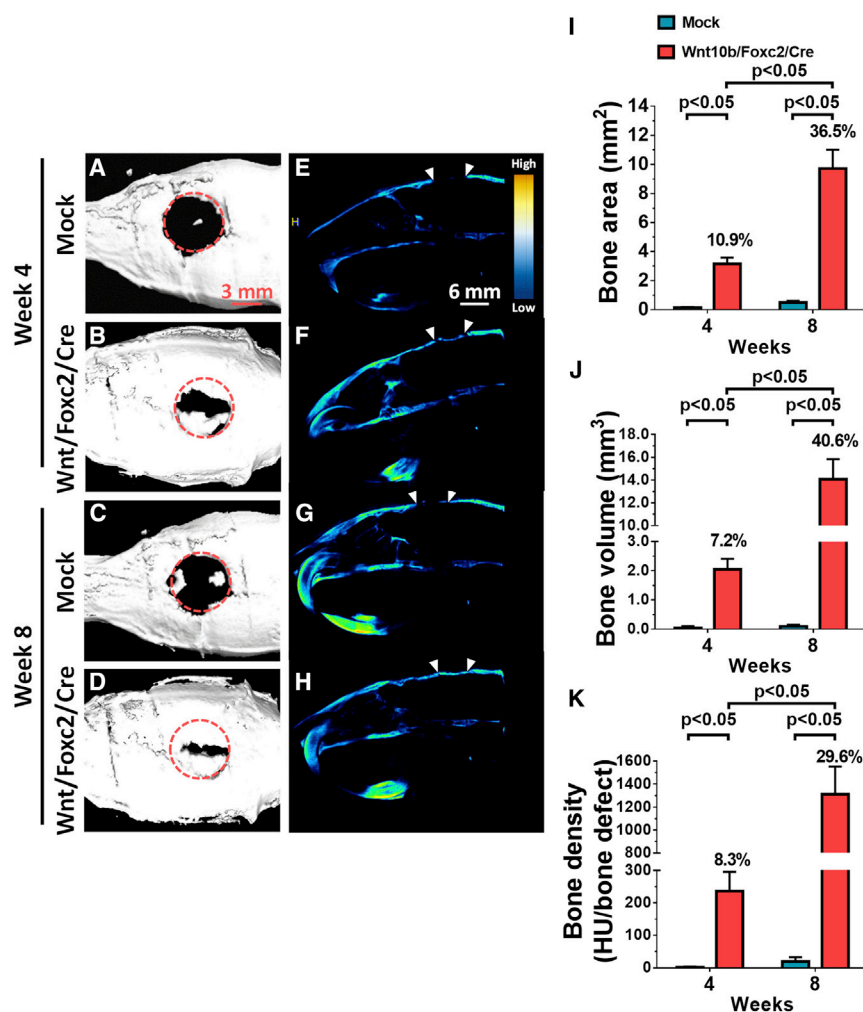 I
Mock
Wnt10b/Foxc2/Cre
p<0.05
p<0.05
p<0.05
Bone area (mm²)
14
12
10
8
6
4
2
0
10.9%
36.5%
4
8
Weeks
Week 4
Mock
A
3 mm
E
H
High
Low
6 mm
Wnt/Foxc2/Cre
B
F
Week 8
Mock
C
G
Wnt/Foxc2/Cre
D
H
J
p<0.05
p<0.05
p<0.05
Bone volume (mm³)
18.0
16.0
14.0
12.0
10.0
3.0
2.0
1.0
0.0
7.2%
40.6%
4
8
Weeks
K
p<0.05
p<0.05
p<0.05
Bone density
(HU/bone defect)
1600
1400
1200
1000
800
300
200
100
0
8.3%
29.6%
4
8
Weeks